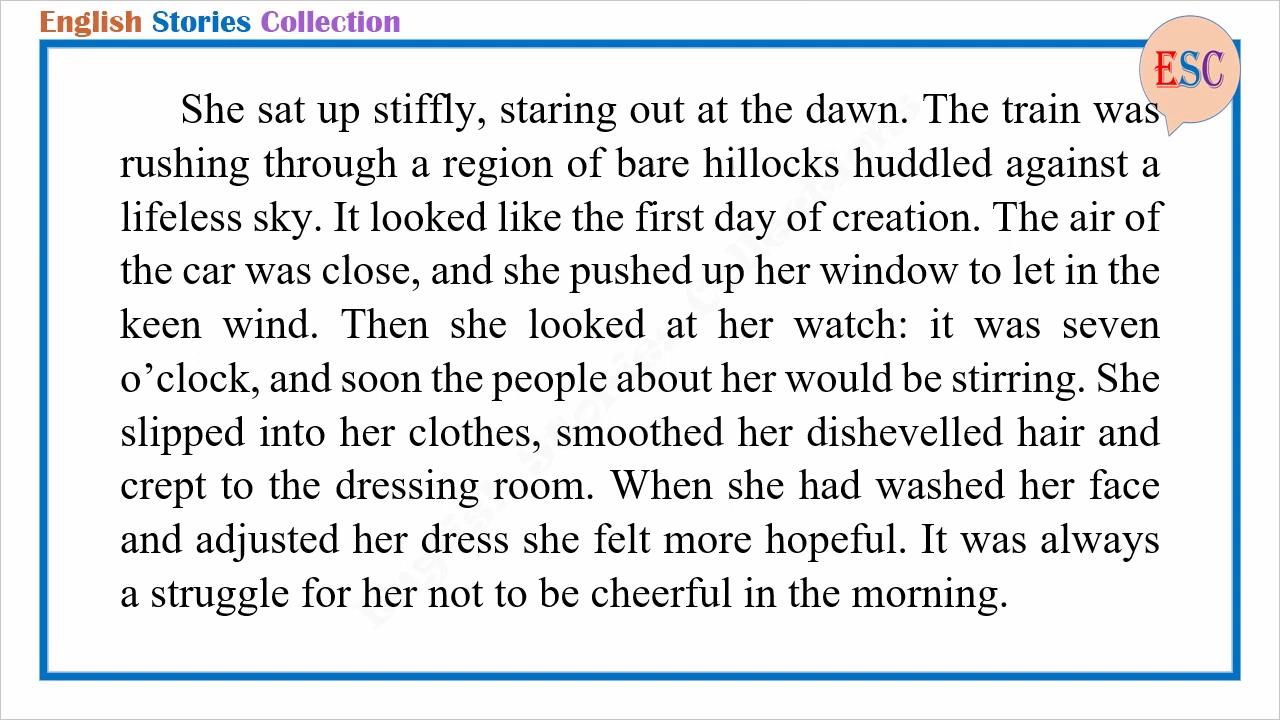 English Stories Collection
ESC
She sat up stiffly, staring out at the dawn. The train was
rushing through a region of bare hillocks huddled against a
lifeless sky. It looked like the first day of creation. The air of
the car was close, and she pushed up her window to let in the
keen wind. Then she looked at her watch: it was seven
o’clock, and soon the people about her would be stirring. She
slipped into her clothes, smoothed her dishevelled hair and
crept to the dressing room. When she had washed her face
and adjusted her dress she felt more hopeful. It was always
a struggle for her not to be cheerful in the morning.
English Stories Collections